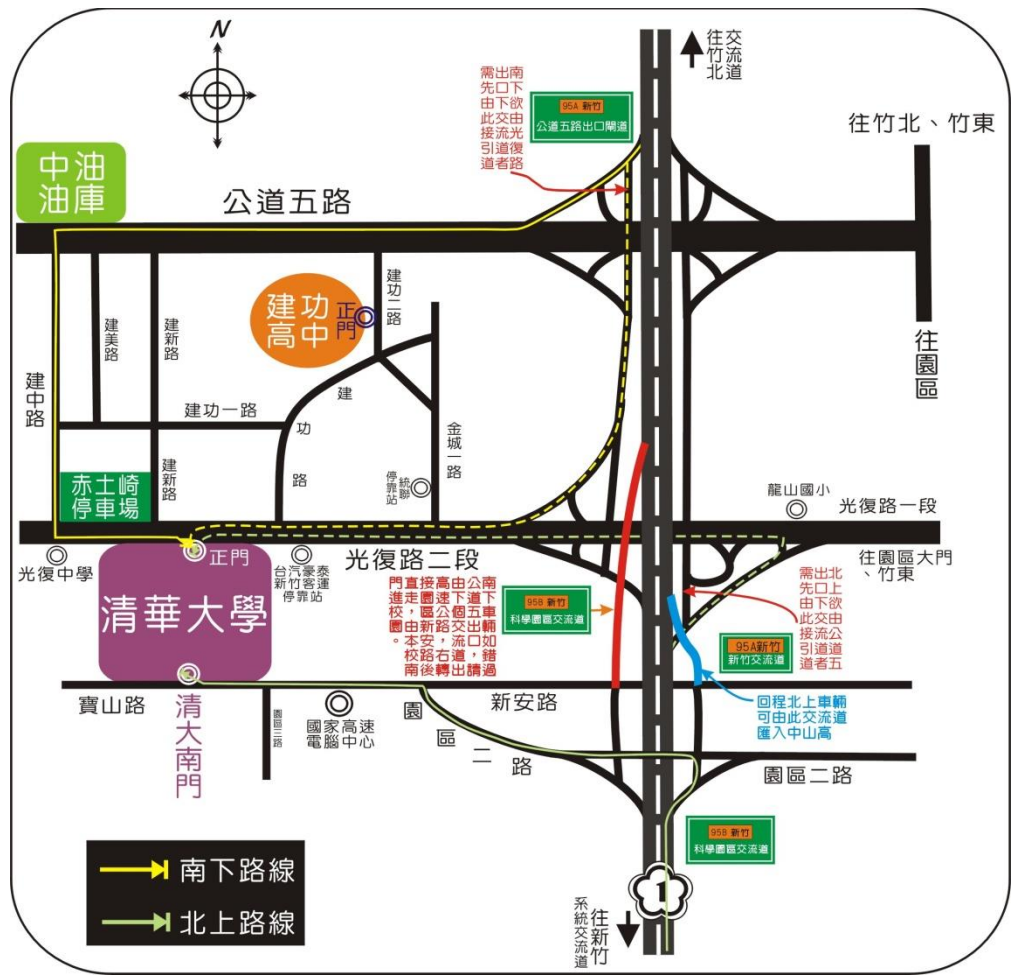 N
往竹北
交流道
南下欲由光復路
出口下交流道者
需先由此接引道
95A 新竹
公道五路出口閘道
往竹北、竹東
中油
油庫
公道五路
建功
高中
正門
建功二路
建美路
建新路
建中路
往園區
建功一路
建功路
金城一路
建新路
赤土崎
停車場
統聯
停靠站
龍山國小
光復路一段
光復中學
正門
台汽豪泰
新竹客運
停靠站
光復路二段
往園區大門
、竹東
清華大學
南下車輛如錯過
公道五出口，請
由下個交流道出
高速公路，右轉
接園區新安路後
直走，由本校南
門進校園。
95B 新竹
科學園區交流道
北上欲由公道五
出口下交流道者
需先由此接引道
95A新竹
新竹交流道
寶山路
新安路
清大南門
園區三路
國家高速
電腦中心
園區二路
回程北上車輛
可由此交流道
匯入中山高
園區二路
95B 新竹
科學園區交流道
1
南下路線
北上路線
往新竹
系統交流道